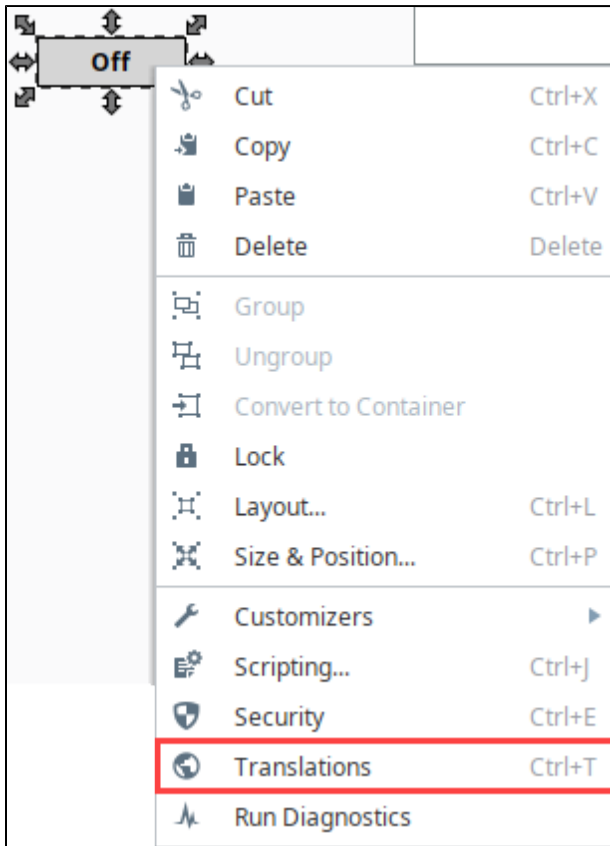 Off
Cut Ctrl+X
Copy Ctrl+C
Paste Ctrl+V
Delete Delete
Group
Ungroup
Convert to Container
Lock
Layout... Ctrl+L
Size & Position... Ctrl+P
Customizers
Scripting... Ctrl+J
Security Ctrl+E
Translations Ctrl+T
Run Diagnostics